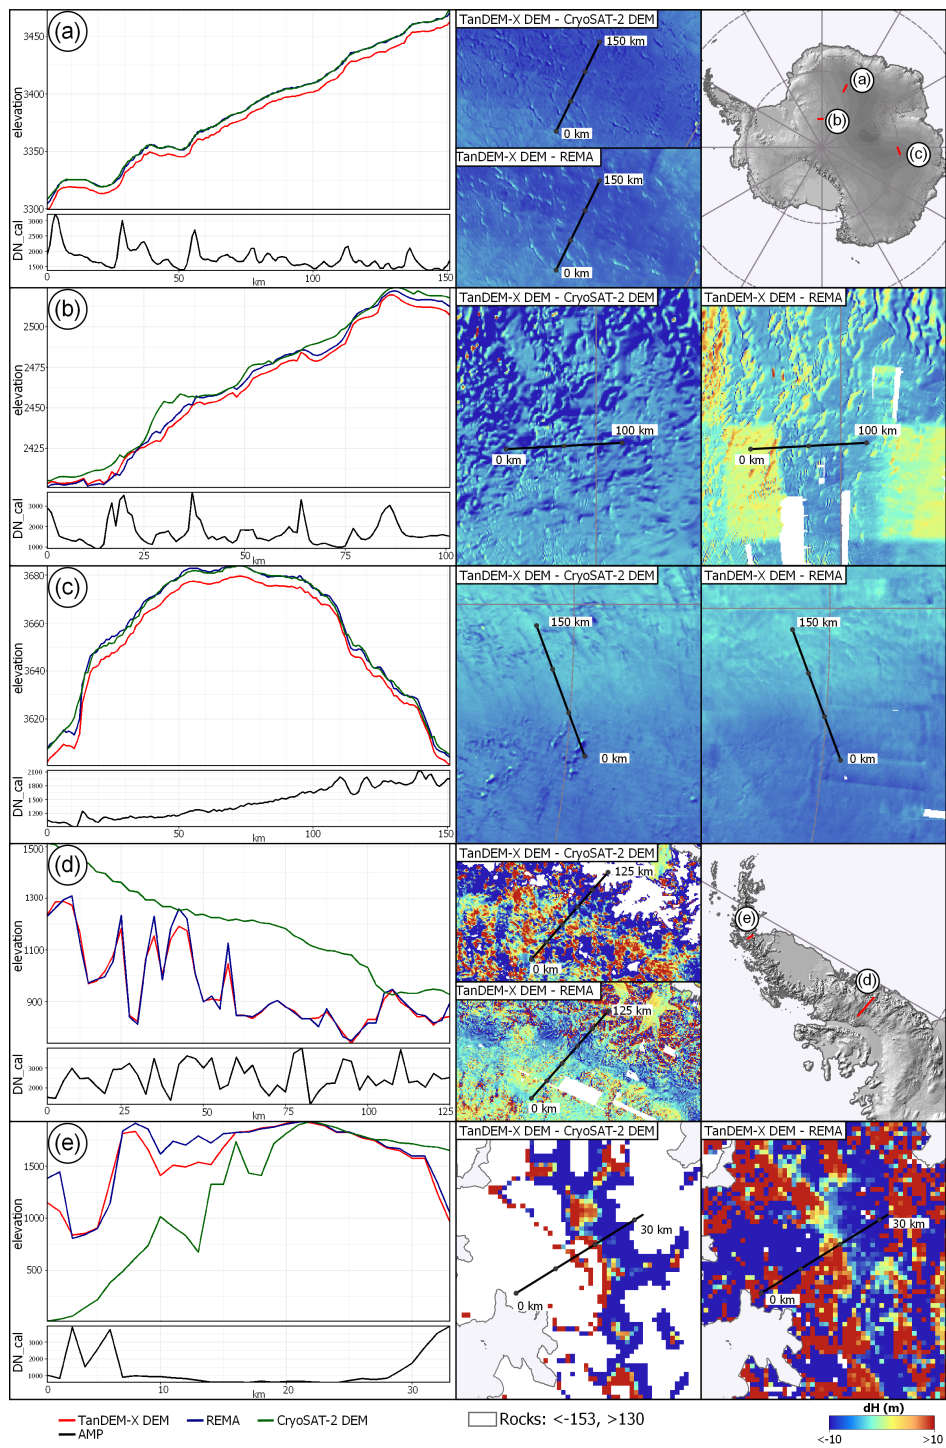 (a)
elevation
3450
3400
3350
3300
DN_cal
3000
2500
2000
1500
0
50
km
100
150
TanDEM-X DEM - CryoSAT-2 DEM
150 km
0 km
TanDEM-X DEM - REMA
150 km
0 km
(a)
(b)
(c)
(b)
elevation
2500
2475
2450
2425
DN_cal
3000
2000
1000
0
25
km
50
75
100
TanDEM-X DEM - CryoSAT-2 DEM
100 km
0 km
TanDEM-X DEM - REMA
100 km
0 km
(c)
elevation
3680
3660
3640
3620
DN_cal
2100
1800
1500
1200
0
50
km
100
150
TanDEM-X DEM - CryoSAT-2 DEM
150 km
0 km
TanDEM-X DEM - REMA
150 km
0 km
(d)
elevation
1500
1300
1100
900
DN_cal
3000
2000
0
25
50
km
75
100
125
TanDEM-X DEM - CryoSAT-2 DEM
125 km
0 km
TanDEM-X DEM - REMA
125 km
0 km
(e)
(d)
(e)
elevation
1500
1000
500
DN_cal
3000
2000
1000
0
10
km
20
30
TanDEM-X DEM - CryoSAT-2 DEM
30 km
0 km
TanDEM-X DEM - REMA
30 km
0 km
TanDEM-X DEM
REMA
CryoSAT-2 DEM
AMP
Rocks: <-153, >130
dH (m)
<-10
>10